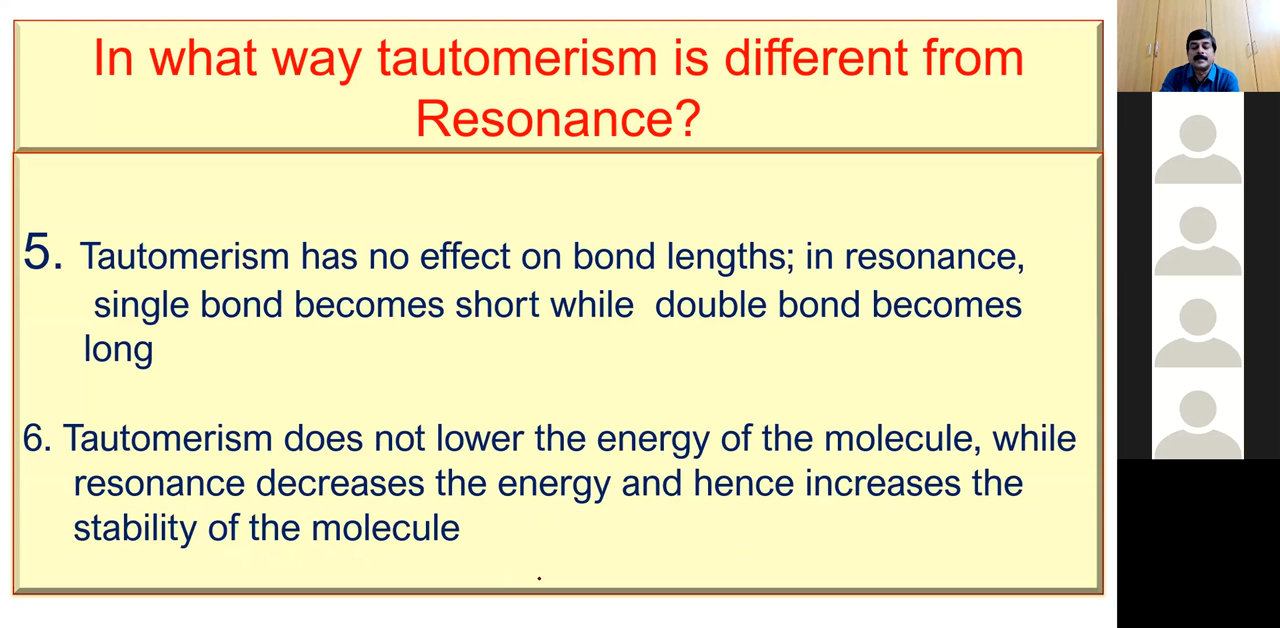 In what way tautomerism is different from
Resonance?
5. Tautomerism has no effect on bond lengths; in resonance,
single bond becomes short while double bond becomes
long
6. Tautomerism does not lower the energy of the molecule, while
resonance decreases the energy and hence increases the
stability of the molecule